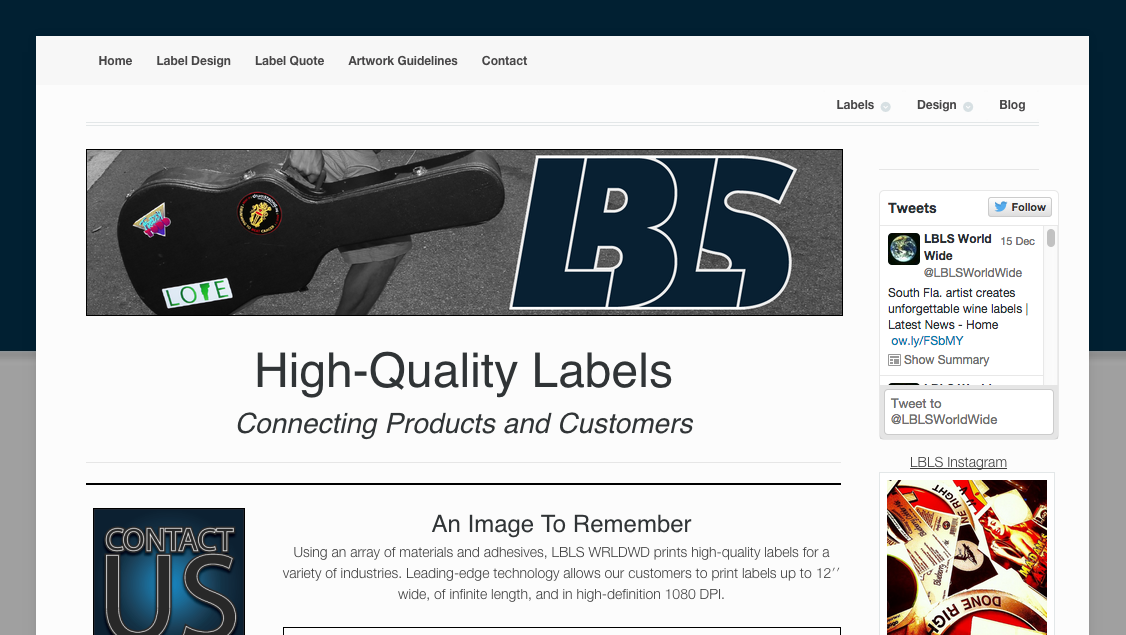 Home Label Design Label Quote Artwork Guidelines Contact
Labels Design Blog
LOVE
LBLS
High-Quality Labels
Connecting Products and Customers
CONTACT
US
An Image To Remember
Using an array of materials and adhesives, LBLS WRLDWD prints high-quality labels for a
variety of industries. Leading-edge technology allows our customers to print labels up to 12′′
wide, of infinite length, and in high-definition 1080 DPI.
Tweets
Follow
LBLS World
Wide
15 Dec
@LBLSWorldWide
South Fla. artist creates
unforgettable wine labels |
Latest News - Home
ow.ly/FSbMY
Show Summary
Tweet to
@LBLSWorldWide
LBLS Instagram
DONE RIGHT
DONE RIGHT